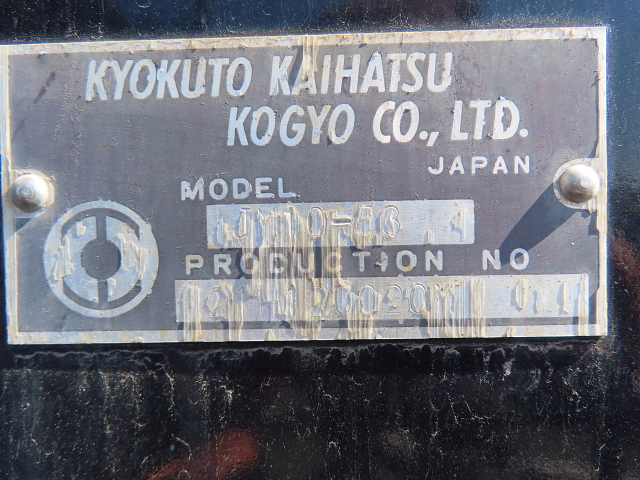 KYOKUTO KAIHATSU
KOGYO CO., LTD.
JAPAN
MODEL
PRODUCTION NO